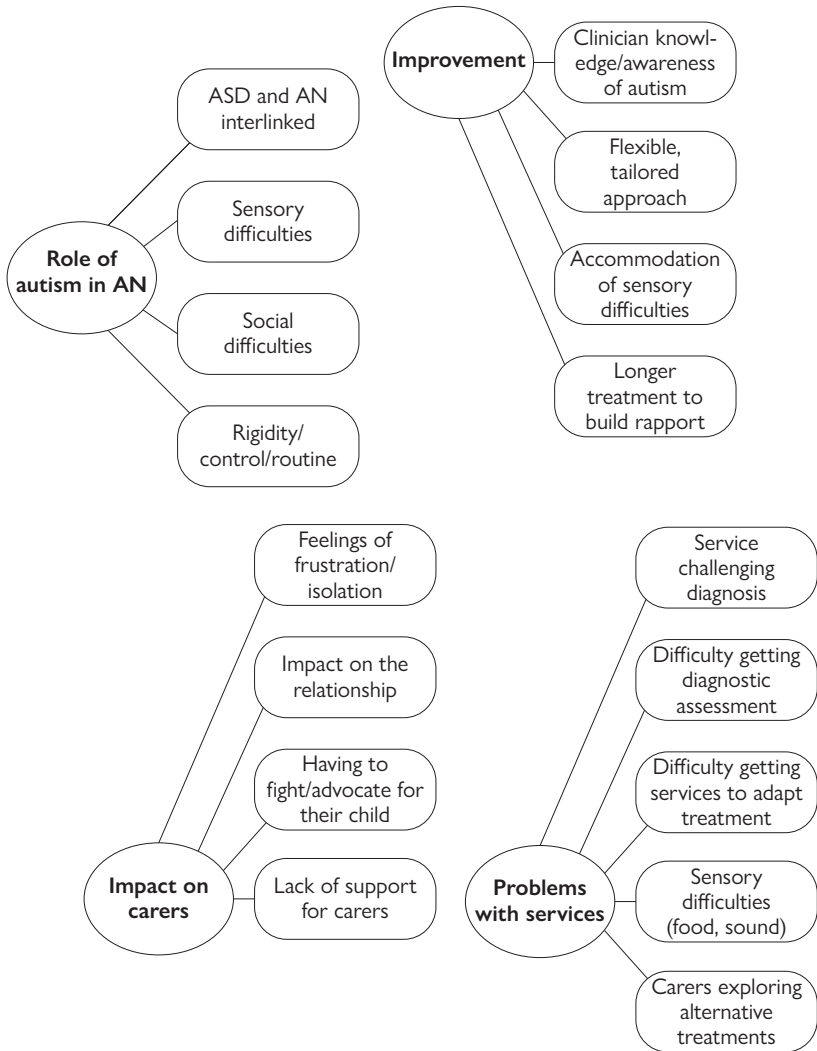 Role of
autism in AN
ASD and AN
interlinked
Sensory
difficulties
Social
difficulties
Rigidity/
control/routine
Improvement
Clinician knowl-
edge/awareness
of autism
Flexible,
tailored
approach
Accommodation
of sensory
difficulties
Longer
treatment to
build rapport
Impact on
carers
Feelings of
frustration/
isolation
Impact on the
relationship
Having to
fight/advocate for
their child
Lack of support
for carers
Problems
with services
Service
challenging
diagnosis
Difficulty getting
diagnostic
assessment
Difficulty getting
services to adapt
treatment
Sensory
difficulties
(food, sound)
Carers exploring
alternative
treatments